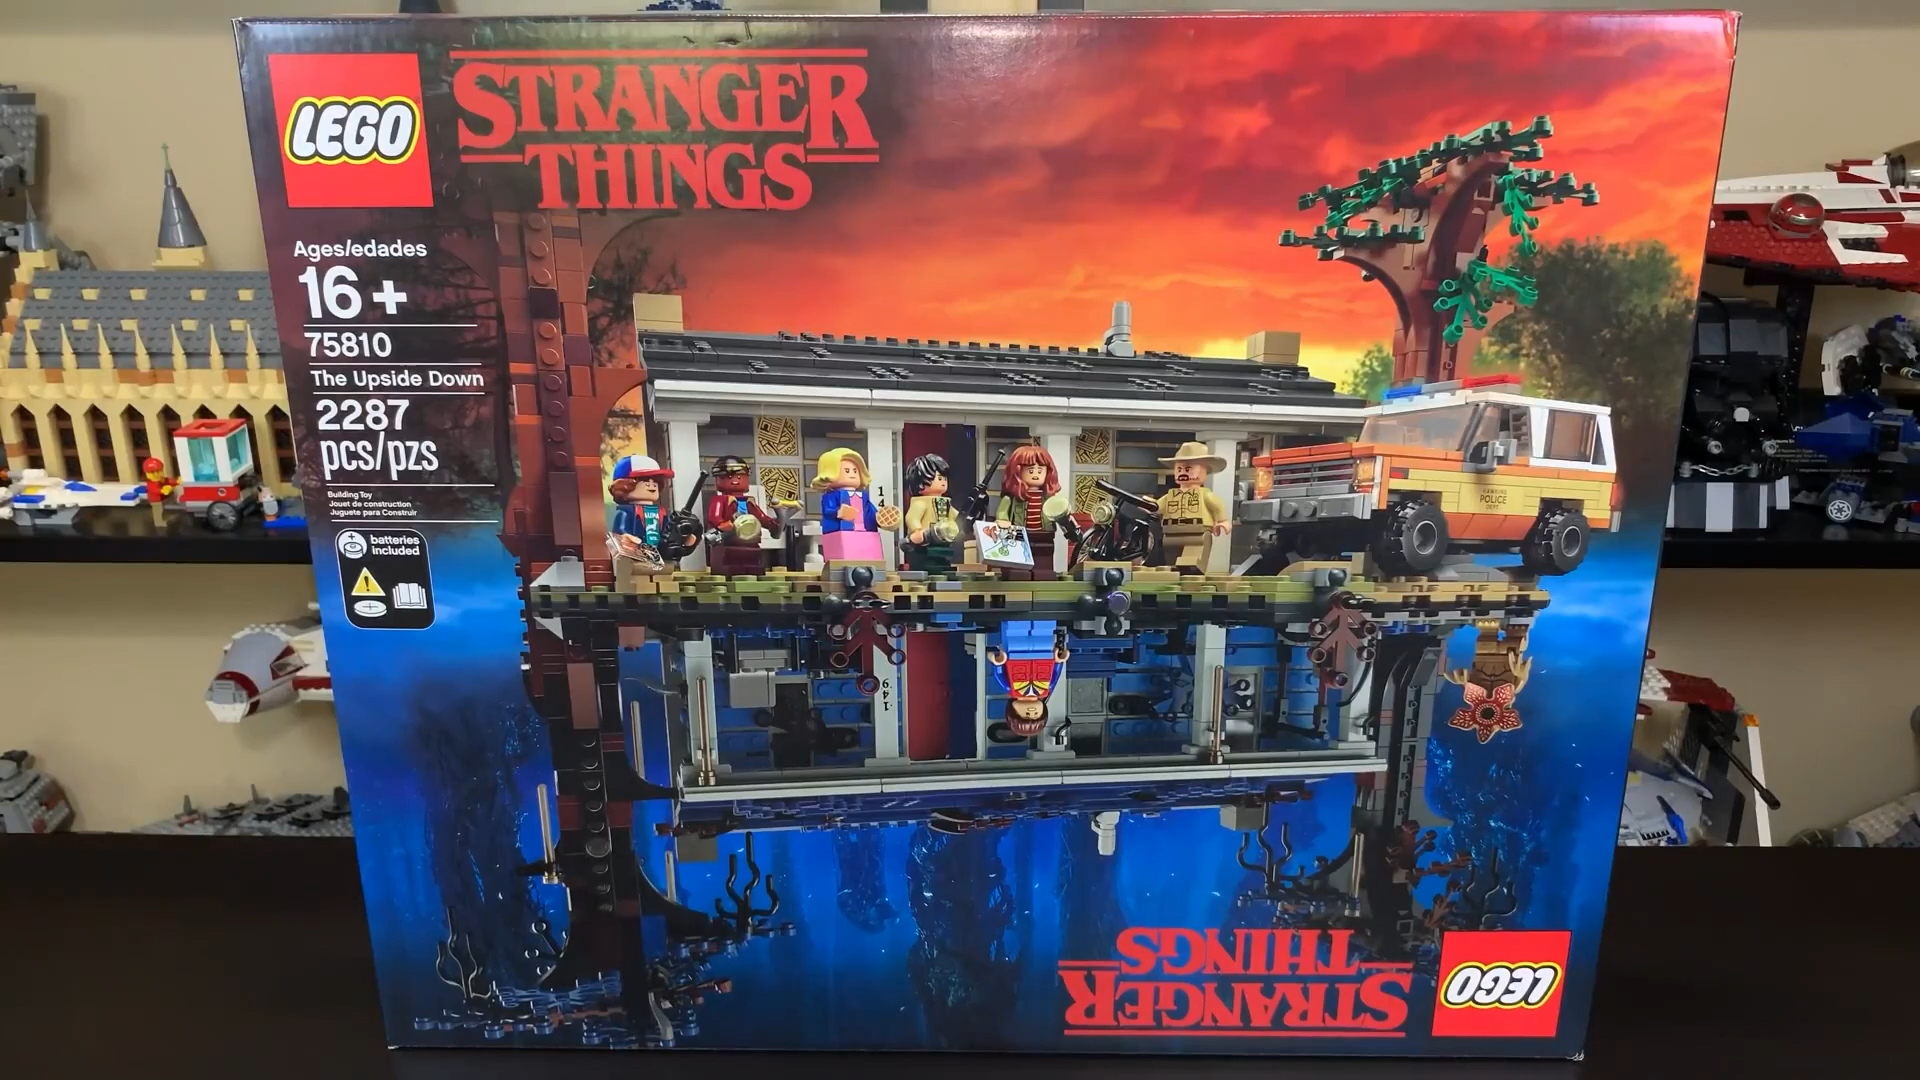 LEGO
STRANGER
THINGS
Ages/edades
16+
75810
The Upside Down
2287
pcs/pzs
Building Toy
Jouet de construction
Juguete para Construir
batteries
included
HAWKINS
POLICE
DEPT.
149
STRANGER
THINGS
LEGO